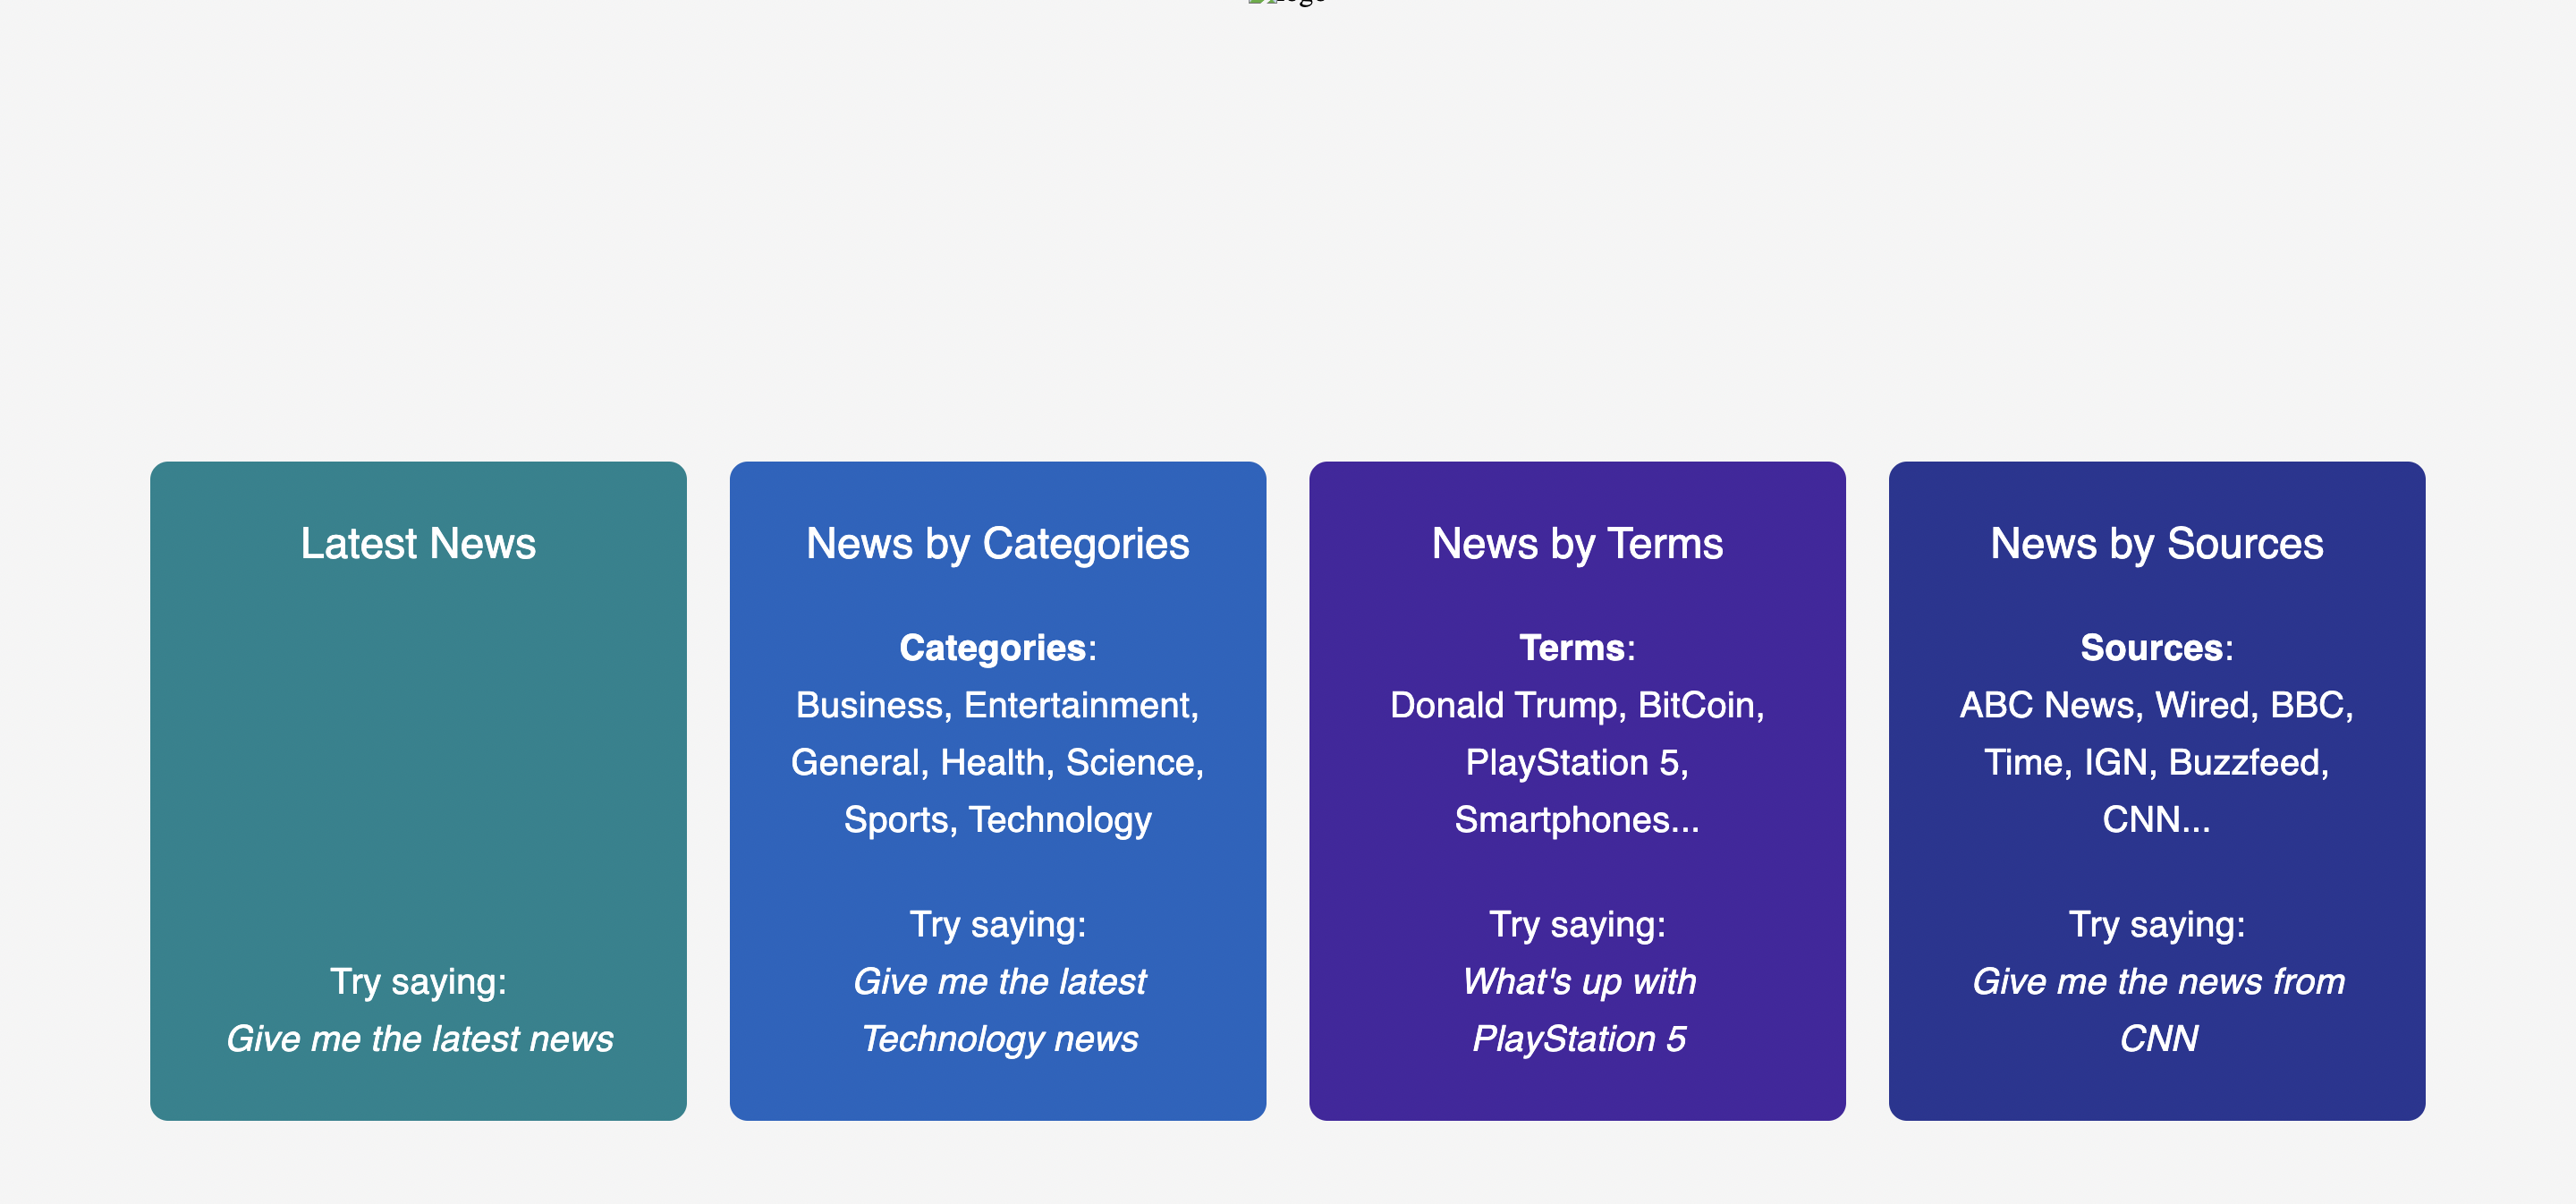 logo
Latest News
Try saying:
Give me the latest news
News by Categories
Categories:
Business, Entertainment,
General, Health, Science,
Sports, Technology
Try saying:
Give me the latest
Technology news
News by Terms
Terms:
Donald Trump, BitCoin,
PlayStation 5,
Smartphones...
Try saying:
What's up with
PlayStation 5
News by Sources
Sources:
ABC News, Wired, BBC,
Time, IGN, Buzzfeed,
CNN...
Try saying:
Give me the news from
CNN